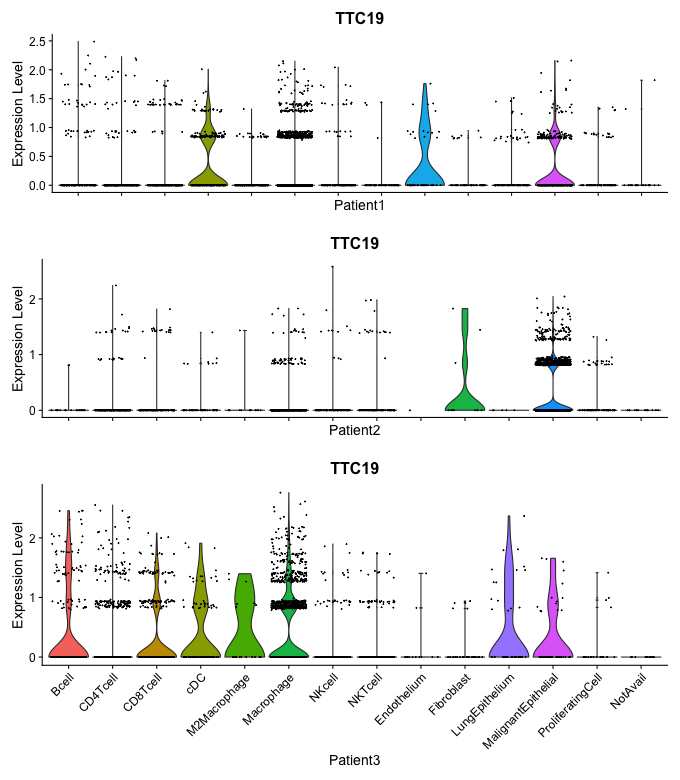 TTC19
Expression Level
2.5
2.0
1.5
1.0
0.5
0.0
Patient1
TTC19
Expression Level
2
1
0
Patient2
TTC19
Expression Level
2
1
0
Bcell
CD4Tcell
CD8Tcell
cDC
M2Macrophage
Macrophage
NKcell
NKTcell
Endothelium
Fibroblast
LungEpithelium
MalignantEpithelial
ProliferatingCell
NotAvail
Patient3